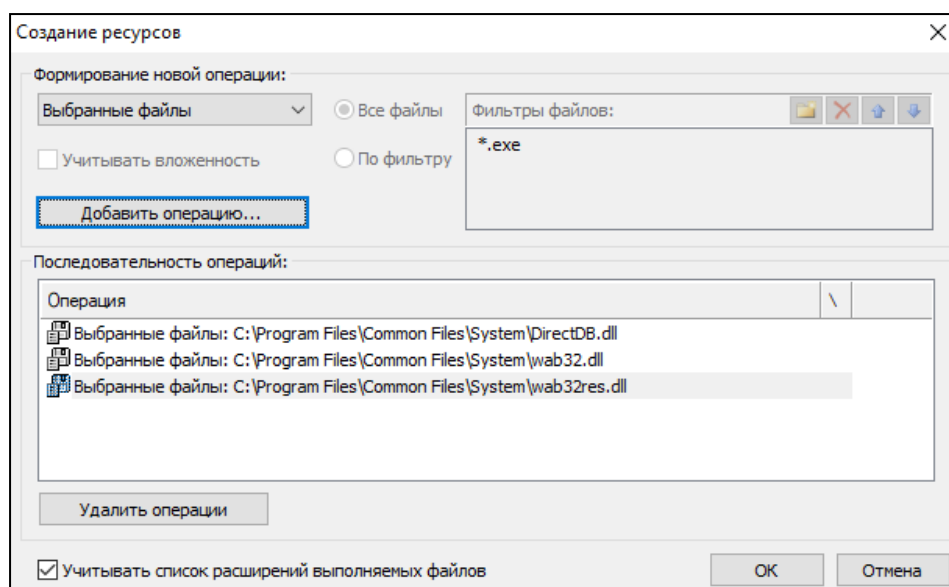 Создание ресурсов
Формирование новой операции:
Выбранные файлы
Все файлы
Фильтры файлов:
Учитывать вложенность
По фильтру
*.exe
Добавить операцию...
Последовательность операций:
Операция \
Выбранные файлы: C:\Program Files\Common Files\System\DirectDB.dll
Выбранные файлы: C:\Program Files\Common Files\System\wab32.dll
Выбранные файлы: C:\Program Files\Common Files\System\wab32res.dll
Удалить операции
Учитывать список расширений выполняемых файлов
ОК
Отмена